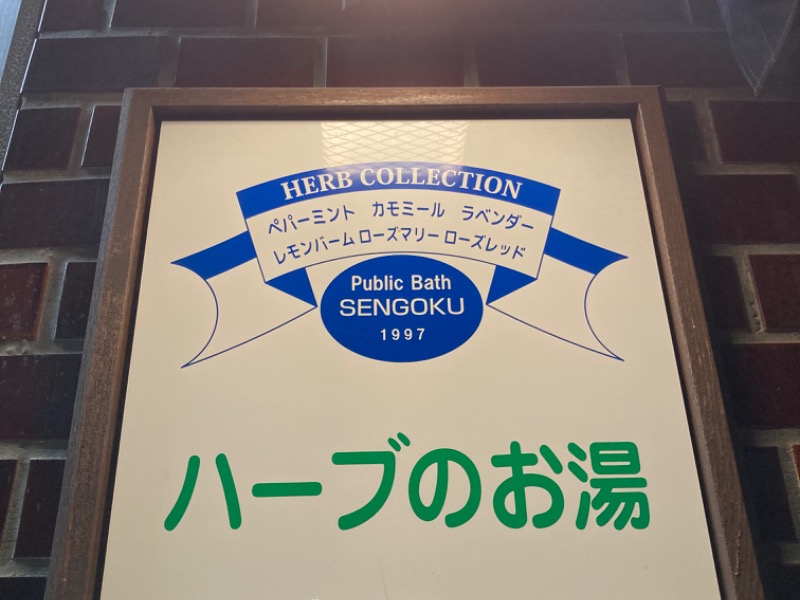 HERB COLLECTION
ペパーミント カモミール ラベンダー
レモンバーム ローズマリー ローズレッド
Public Bath
SENGOKU
1997
ハーブのお湯